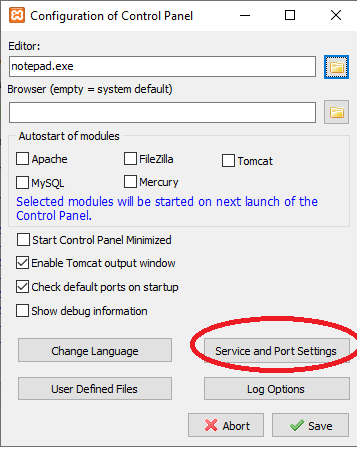 Configuration of Control Panel
Editor:
notepad.exe
Browser (empty = system default)
Autostart of modules
Apache
FileZilla
Tomcat
MySQL
Mercury
Selected modules will be started on next launch of the
Control Panel.
Start Control Panel Minimized
Enable Tomcat output window
Check default ports on startup
Show debug information
Change Language
Service and Port Settings
User Defined Files
Log Options
Abort
Save